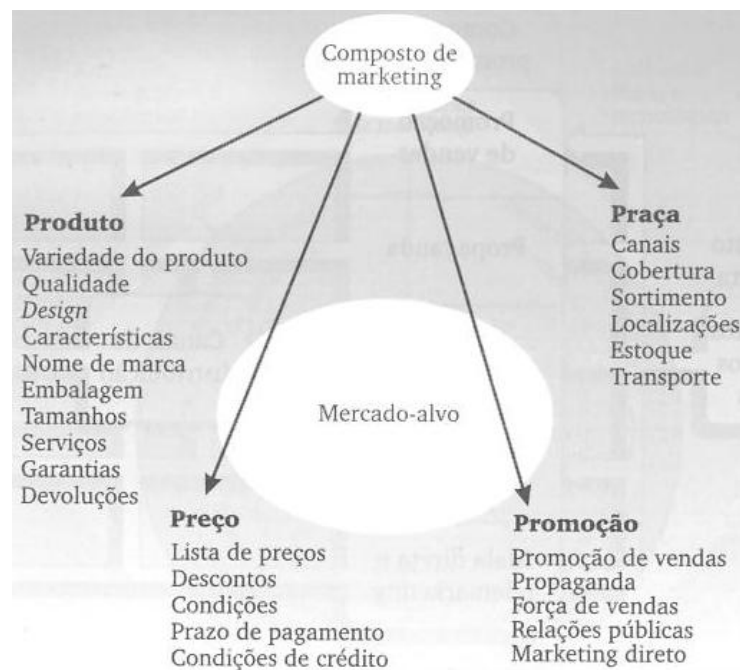 Composto de
marketing
Produto
Variedade do produto
Qualidade
Design
Características
Nome de marca
Embalagem
Tamanhos
Serviços
Garantias
Devoluções
Preço
Lista de preços
Descontos
Condições
Prazo de pagamento
Condições de crédito
Mercado-alvo
Promoção
Promoção de vendas
Propaganda
Força de vendas
Relações públicas
Marketing direto
Praça
Canais
Cobertura
Sortimento
Localizações
Estoque
Transporte